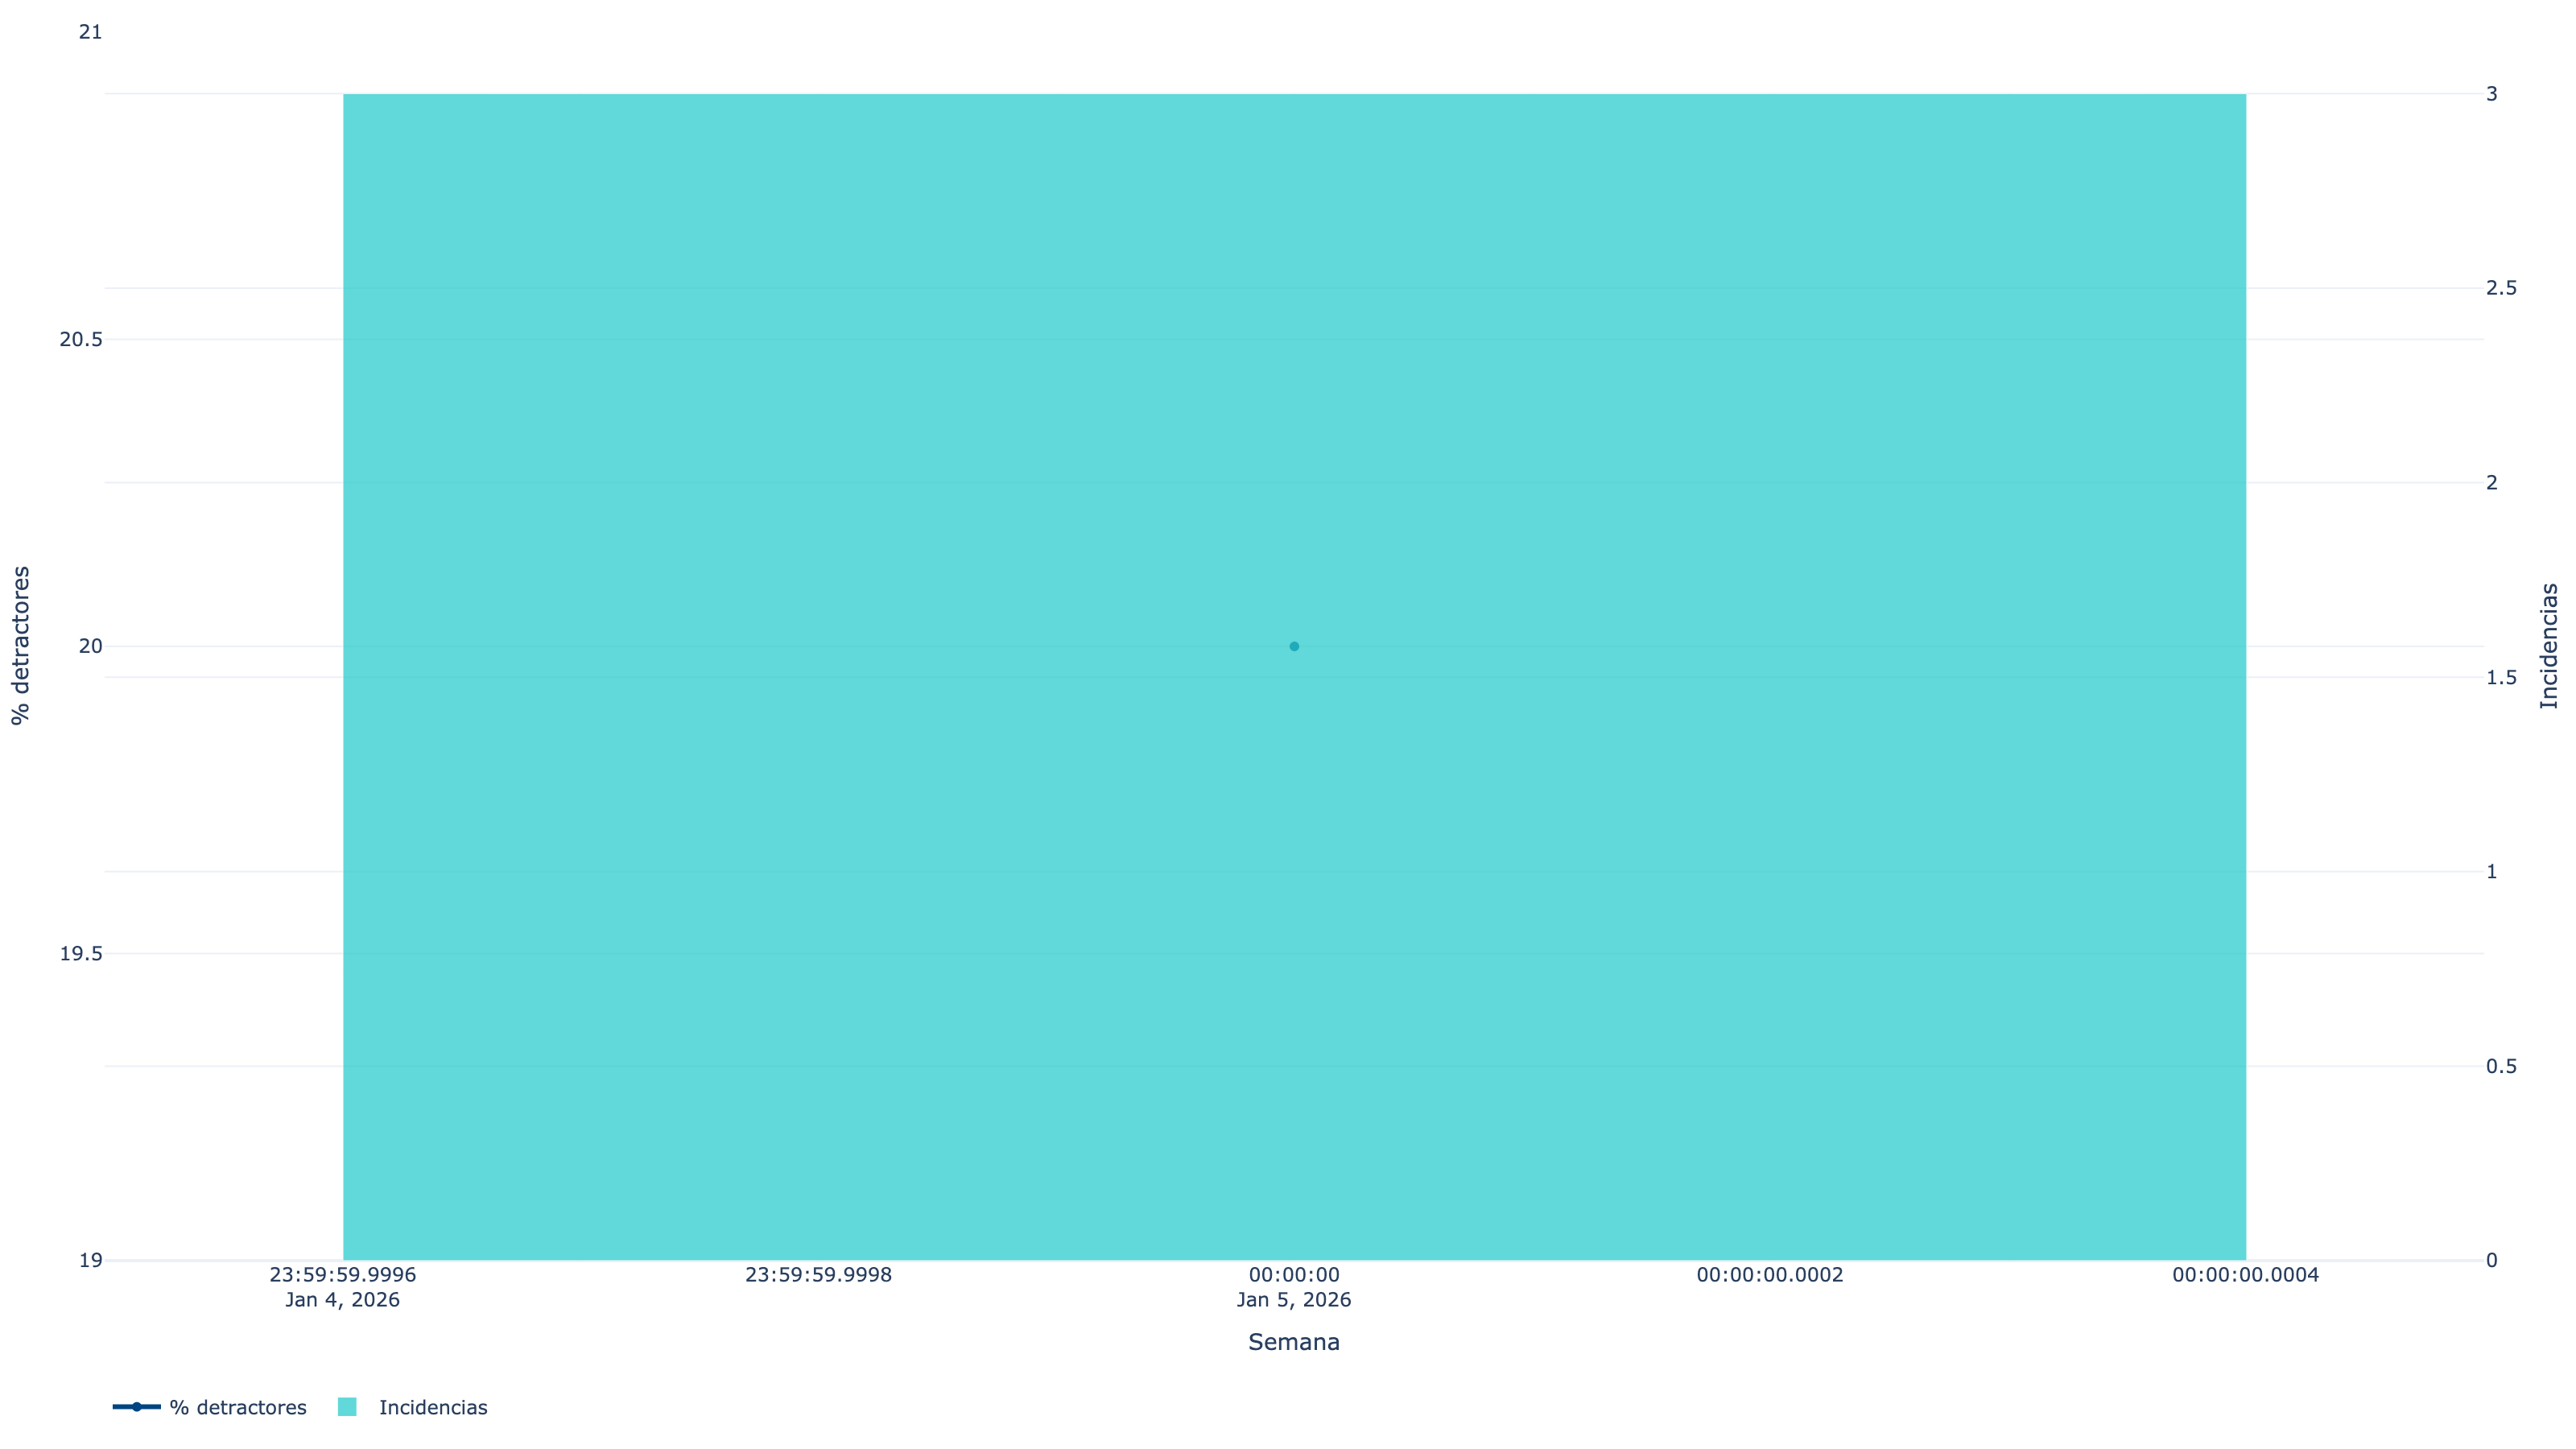 21
20.5
20
19.5
19
% detractores
3
2.5
2
1.5
1
0.5
0
Incidencias
23:59:59.9996
Jan 4, 2026
23:59:59.9998
00:00:00
Jan 5, 2026
00:00:00.0002
00:00:00.0004
Semana
% detractores
Incidencias